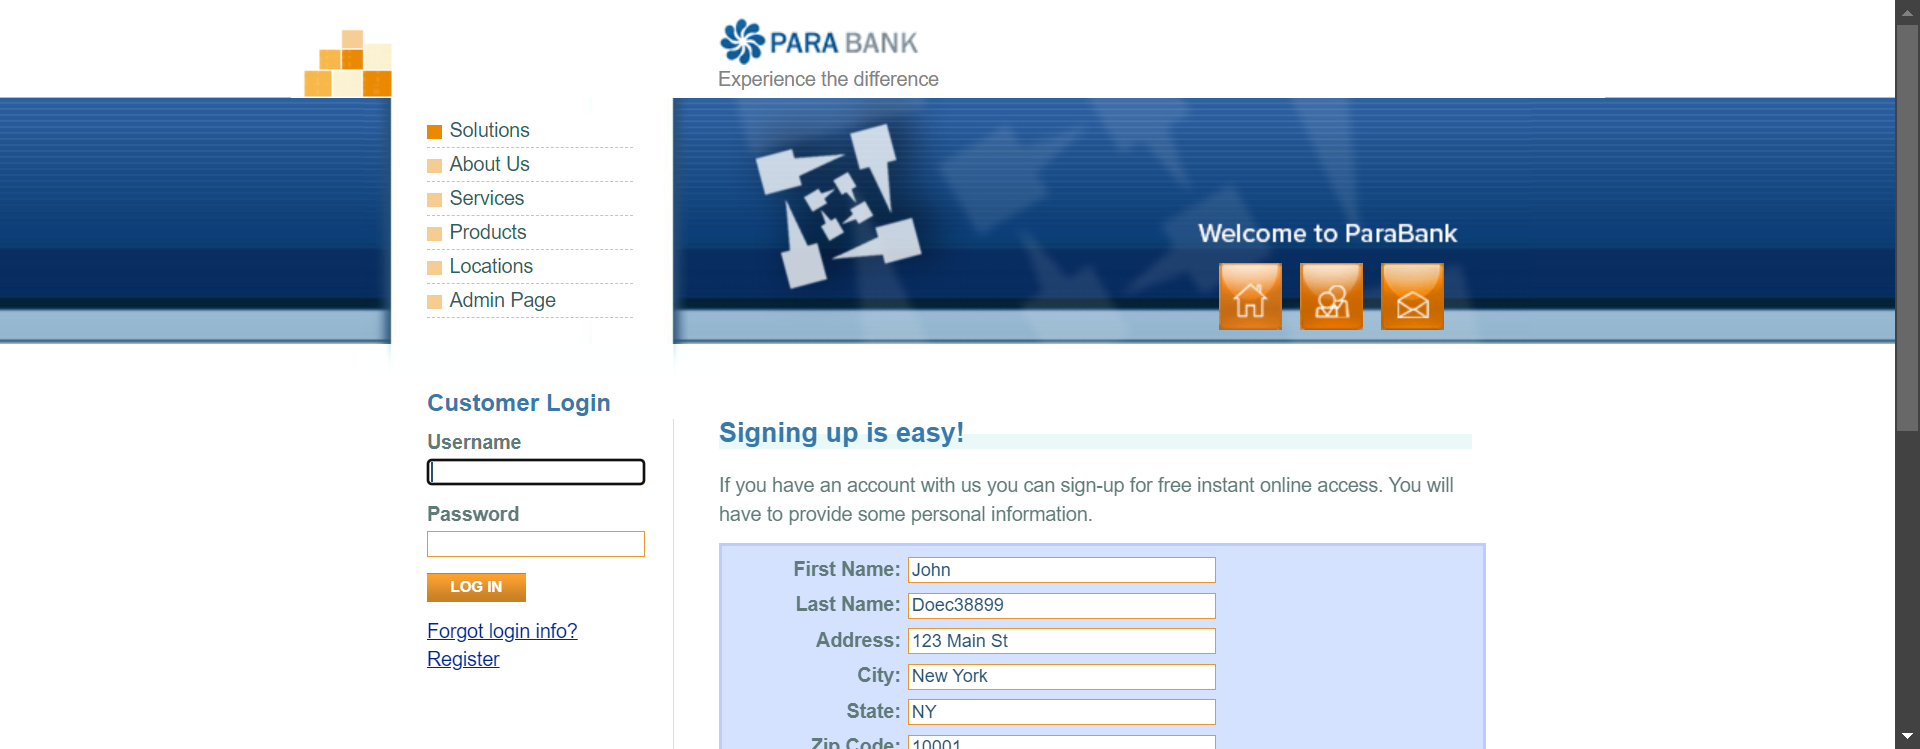 PARA BANK
Experience the difference
Solutions
About Us
Services
Products
Locations
Admin Page
Welcome to ParaBank
Customer Login
Username
Password
LOG IN
Forgot login info?
Register
Signing up is easy!
If you have an account with us you can sign-up for free instant online access. You will
have to provide some personal information.
First Name: John
Last Name: Doec38899
Address: 123 Main St
City: New York
State: NY
Zip Code: 10001